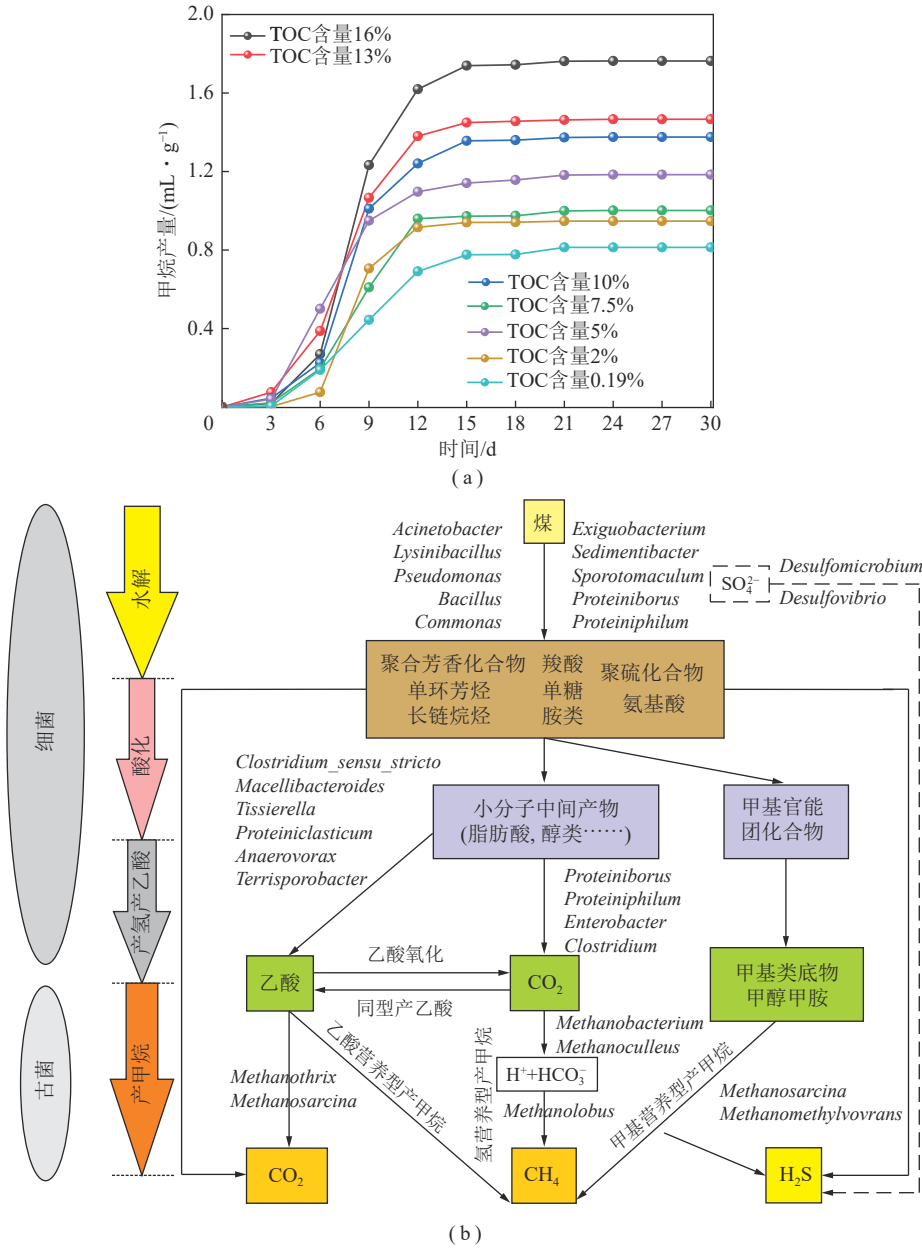 TOC含量16%
TOC含量13%
2.0
1.6
1.2
0.8
0.4
0
甲烷产量/(mL·g⁻¹)
TOC含量10%
TOC含量7.5%
TOC含量5%
TOC含量2%
TOC含量0.19%
0 3 6 9 12 15 18 21 24 27 30
时间/d
(a)
细菌
古菌
水解
酸化
产氢产乙酸
产甲烷
煤
Acinetobacter
Lysinibacillus
Pseudomonas
Bacillus
Commonas
Exiguobacterium
Sedimentibacter
Sporotomaculum
Proteiniborus
Proteiniphilum
SO₄²⁻
Desulfomicrobium
Desulfovibrio
聚合芳香化合物
单环芳烃
长链烷烃
羧酸
单糖
胺类
聚硫化合物
氨基酸
Clostridium_sensu_stricto
Macellibacteroides
Tissierella
Proteiniclasticum
Anaerovorax
Terrisporobacter
小分子中间产物
(脂肪酸, 醇类……)
甲基官能
团化合物
Proteiniborus
Proteiniphilum
Enterobacter
Clostridium
乙酸
乙酸氧化
同型产乙酸
CO₂
甲基类底物
甲醇甲胺
Methanothrix
Methanosarcina
乙酸营养型产甲烷
氢营养型产甲烷
Methanobacterium
Methanoculleus
H⁺+HCO₃⁻
Methanolobus
甲基营养型产甲烷
Methanosarcina
Methanomethylvovrans
CO₂
CH₄
H₂S
(b)